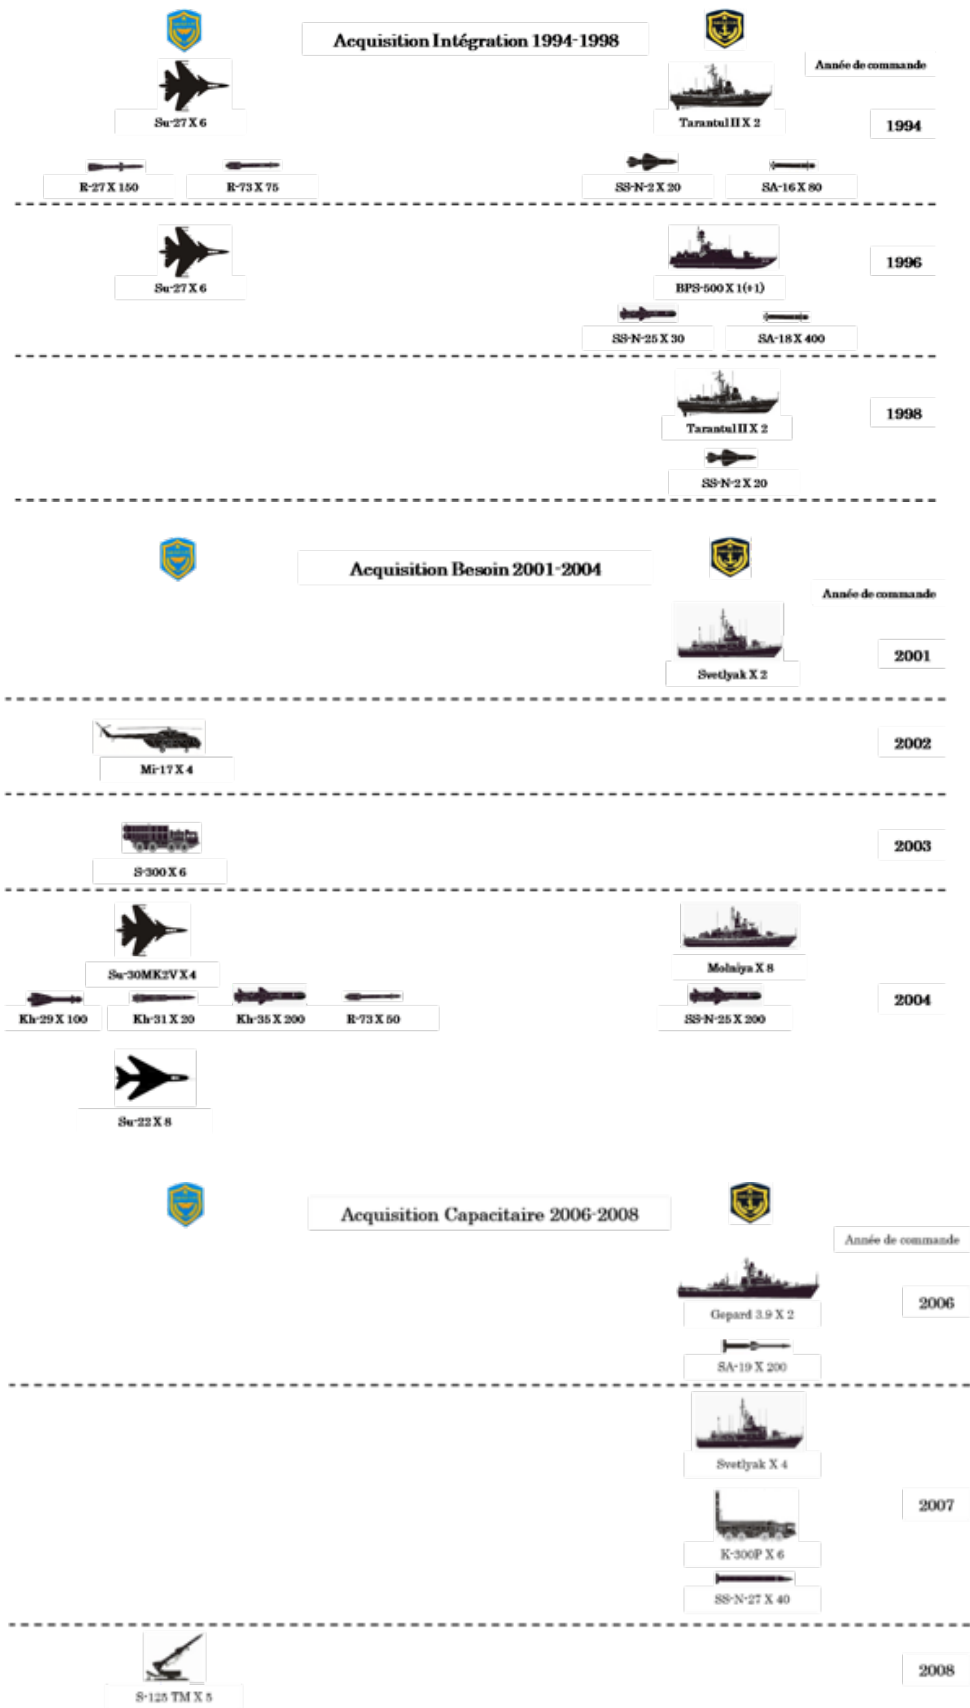 Acquisition Intégration 1994-1998
Année de commande
Su-27 X 6
Tarantul II X 2
1994
R-27 X 150
R-73 X 75
SS-N-2 X 20
SA-16 X 80
Su-27 X 6
BPS-500 X 1(+1)
1996
SS-N-25 X 30
SA-18 X 400
Tarantul II X 2
1998
SS-N-2 X 20
Acquisition Besoin 2001-2004
Année de commande
Svetlyak X 2
2001
Mi-17 X 4
2002
S-300 X 6
2003
Su-30MK2V X 4
Molniya X 8
2004
Kh-29 X 100
Kh-31 X 20
Kh-35 X 200
R-73 X 50
SS-N-25 X 200
Su-22 X 8
Acquisition Capacitaire 2006-2008
Année de commande
Gepard 3.9 X 2
2006
SA-19 X 200
Svetlyak X 4
2007
K-300P X 6
SS-N-27 X 40
S-125 TM X 5
2008